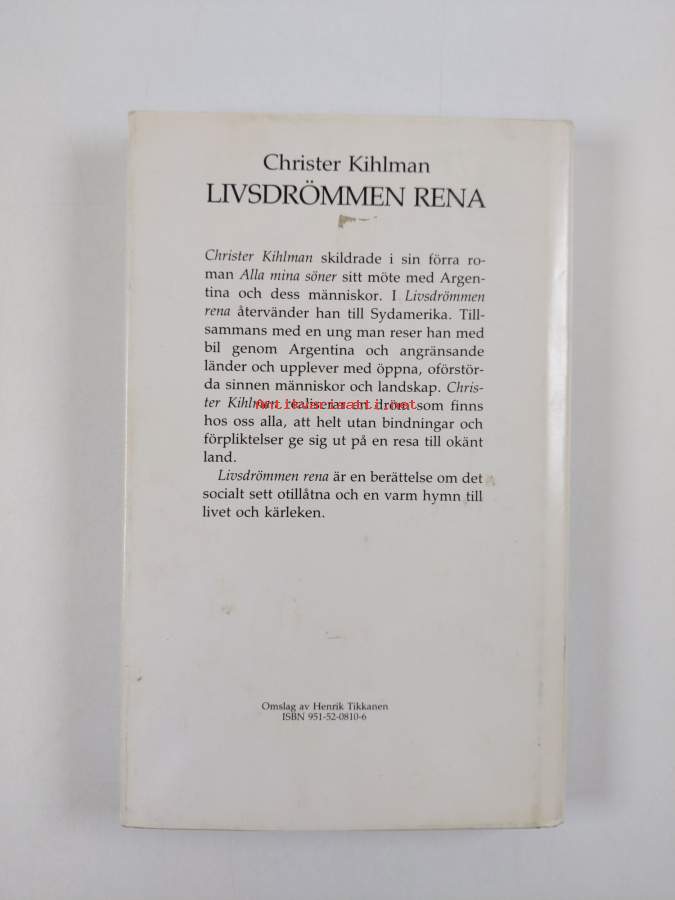 Christer Kihlman
LIVSDRÖMMEN RENA
Christer Kihlman skildrade i sin förra ro-
man Alla mina söner sitt möte med Argen-
tina och dess människor. I Livsdrömmen
rena återvänder han till Sydamerika. Till-
sammans med en ung man reser han med
bil genom Argentina och angränsande
länder och upplever med öppna, oförstör-
da sinnen människor och landskap. Chris-
ter Kihlman realiserar en dröm som finns
hos oss alla, att helt utan bindningar och
förpliktelser ge sig ut på en resa till okänt
land.
Livsdrömmen rena är en berättelse om det
socialt sett otillåtna och en varm hymn till
livet och kärleken.
Omslag av Henrik Tikkanen
ISBN 951-52-0810-6